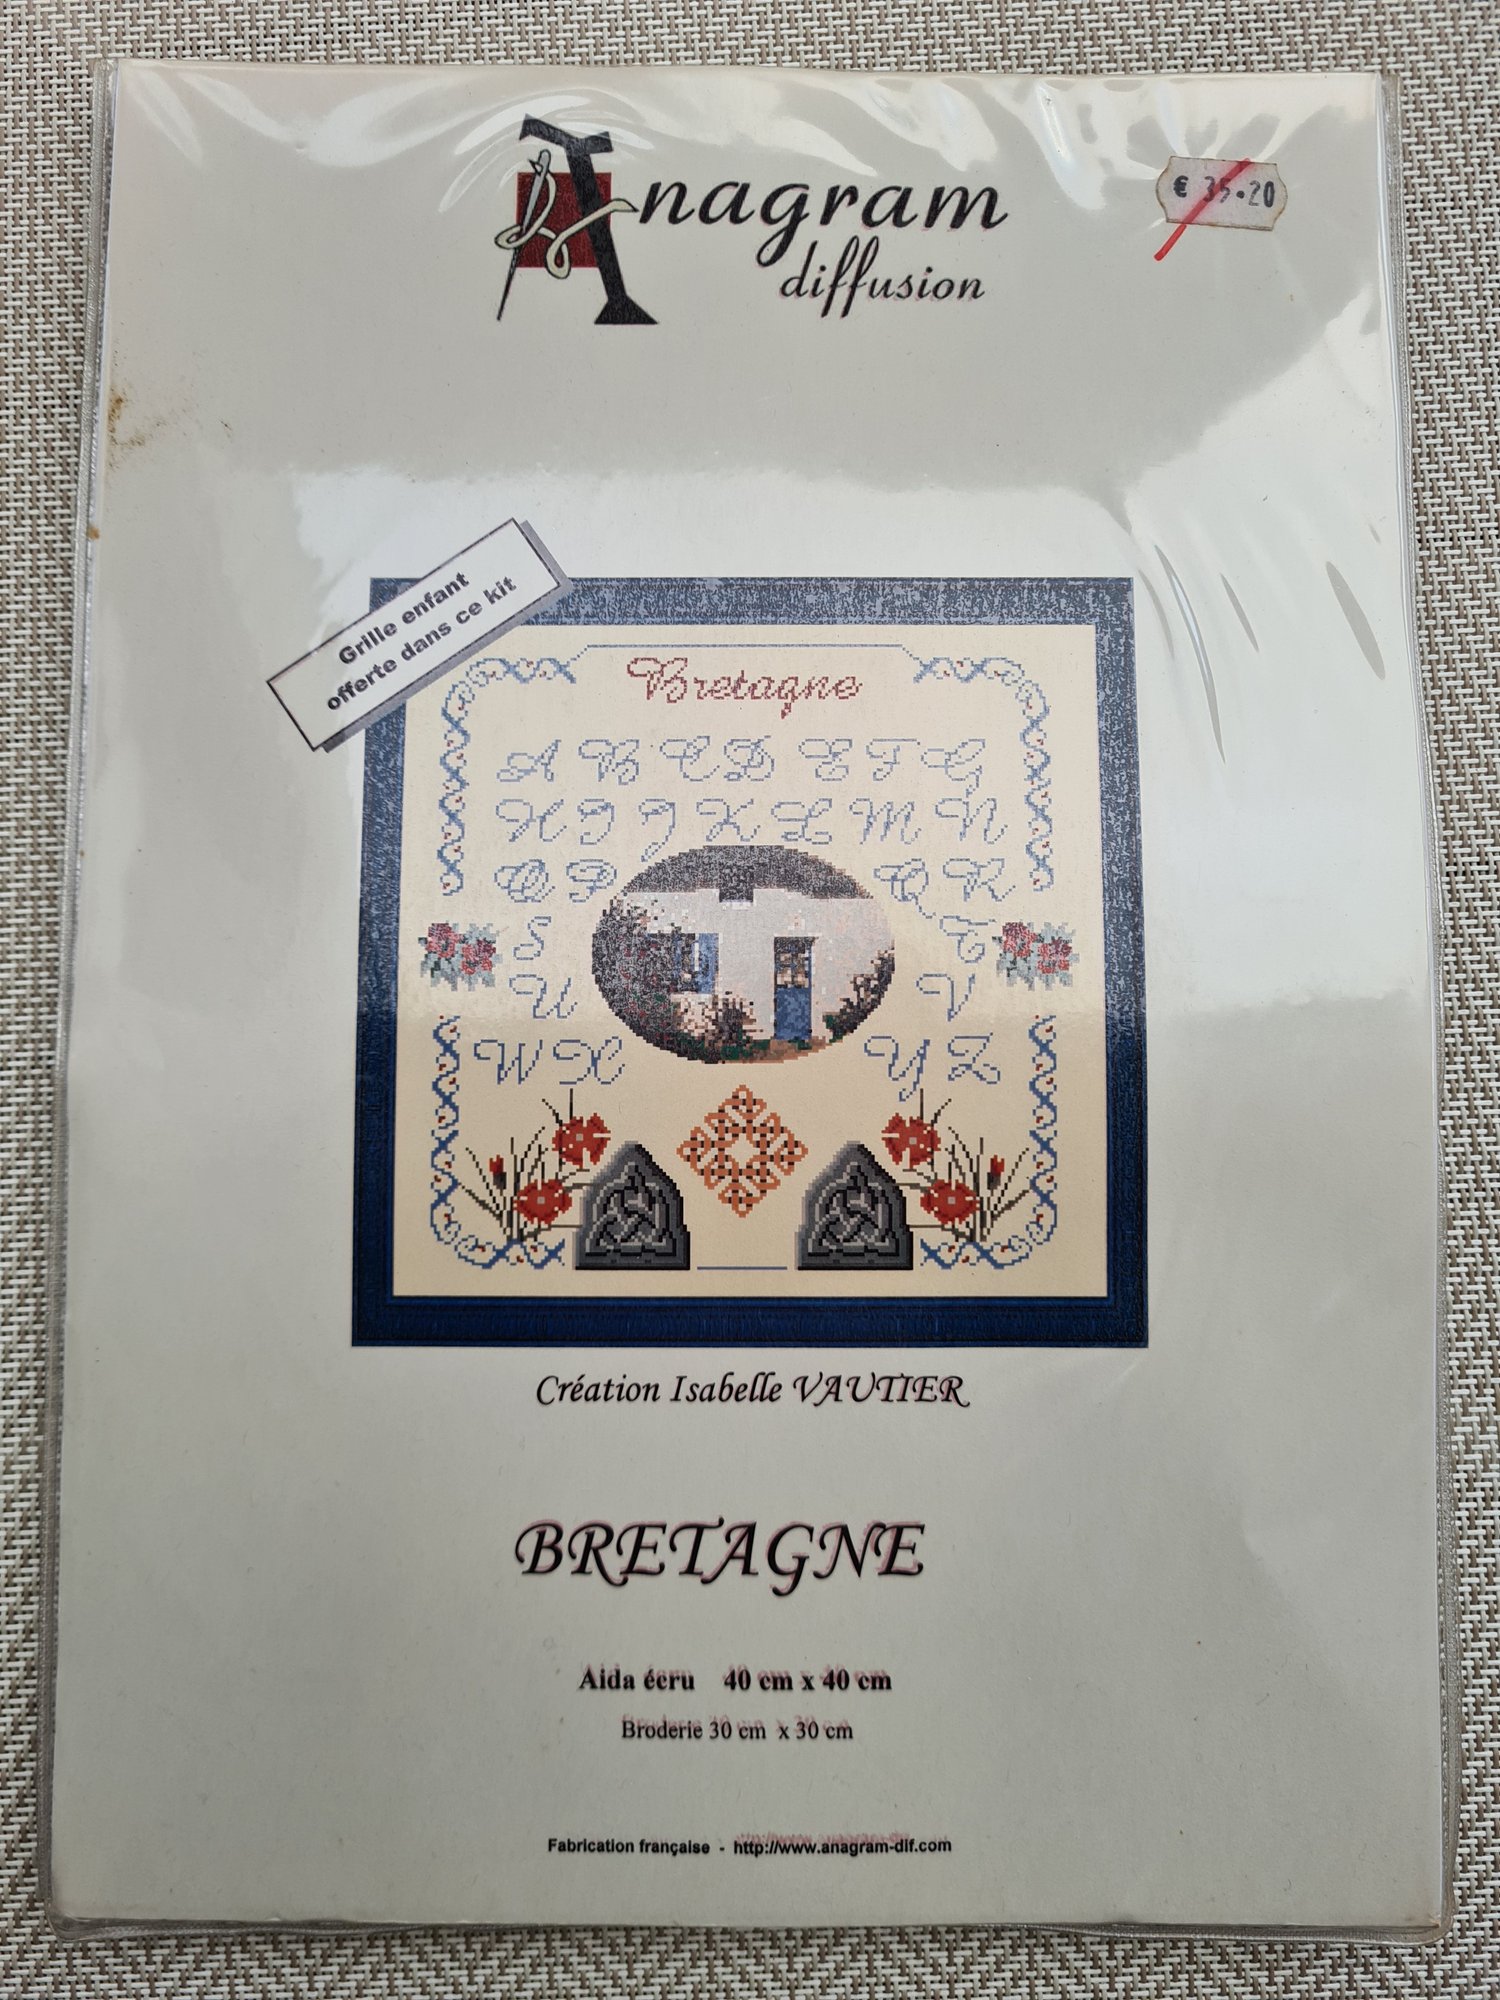 Anagram
diffusion
€ 35.20
Grille enfant
offerte dans ce kit
Bretagne
A B C D E F G
H I J K L M N
O P Q R
S T
U V
W X Y Z
Création Isabelle VAUTIER
BRETAGNE
Aida écru 40 cm x 40 cm
Broderie 30 cm x 30 cm
Fabrication française - http://www.anagram-dif.com